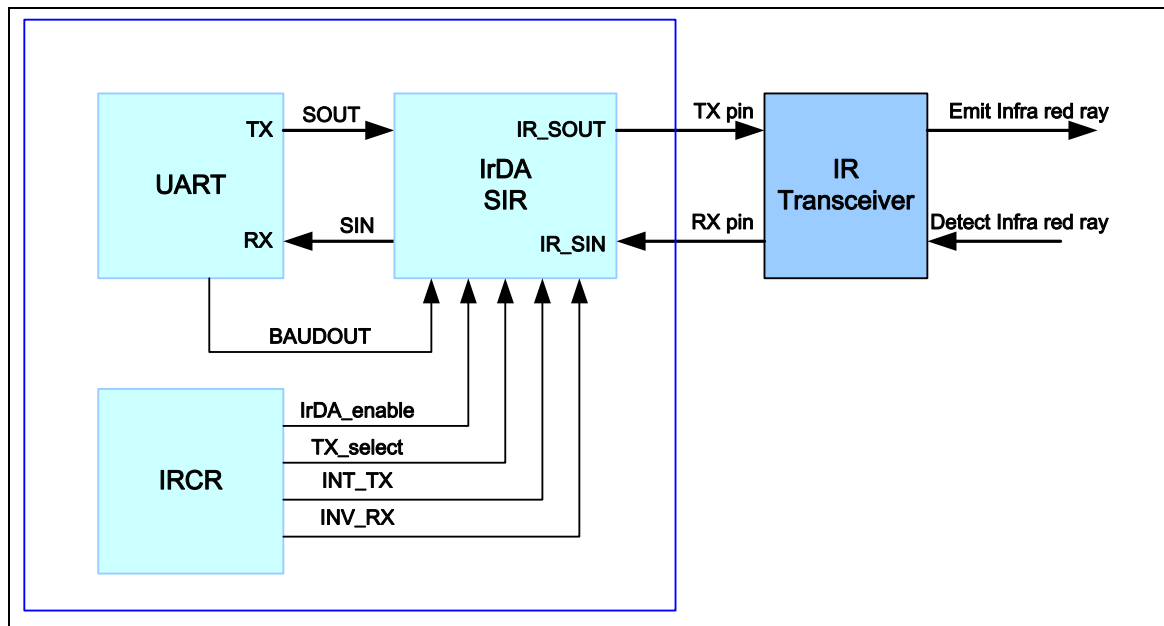 SOUT
TX
IR_SOUT
TX pin
Emit Infra red ray
UART
IrDA
SIR
IR
Transceiver
SIN
RX
IR_SIN
RX pin
Detect Infra red ray
BAUDOUT
IRCR
IrDA_enable
TX_select
INT_TX
INV_RX